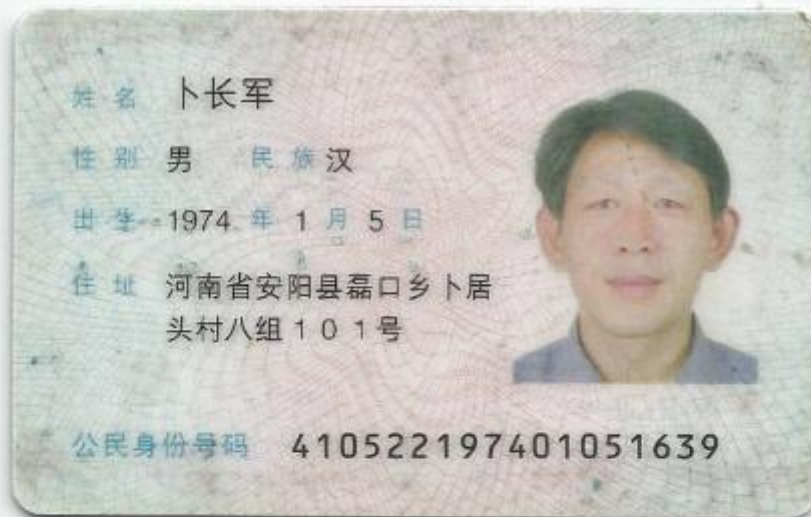 姓名 卜长军
性别 男 民族 汉
出生 1974 年 1 月 5 日
住址 河南省安阳县磊口乡卜居
头村八组101号
公民身份号码 410522197401051639